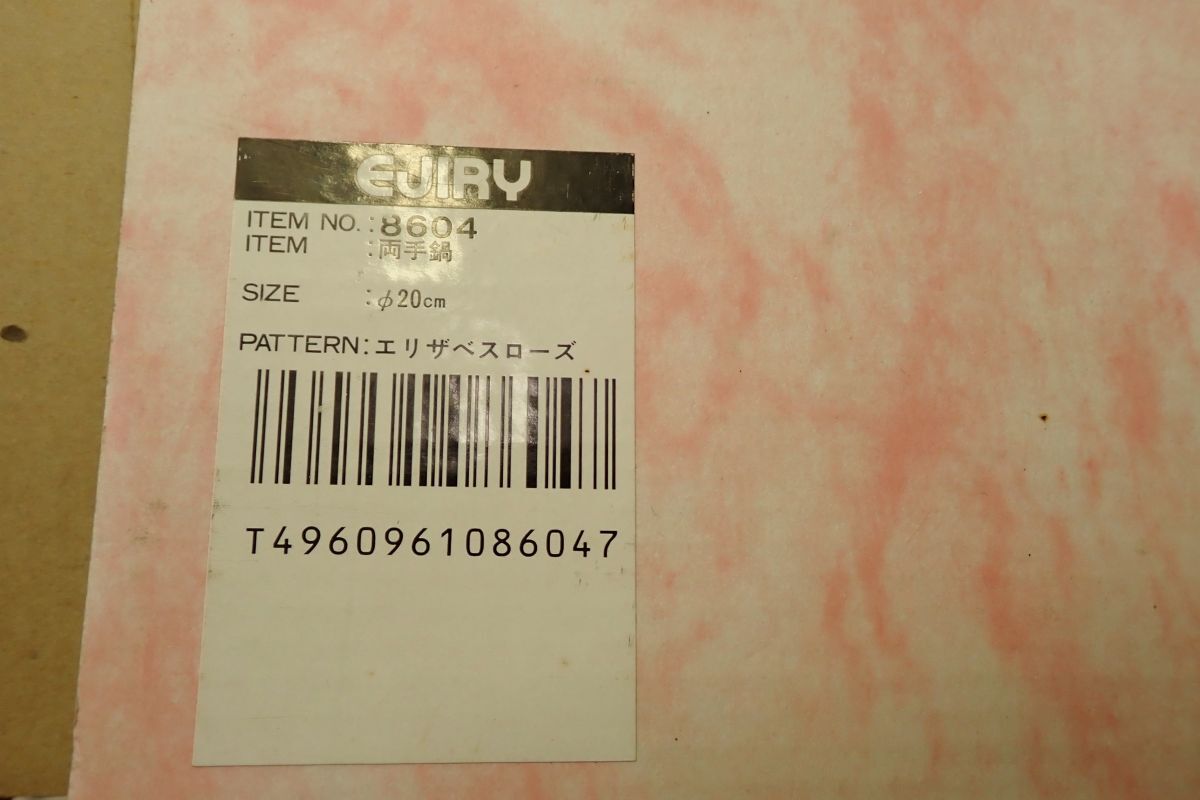 EJIRY
ITEM NO.:8604
ITEM :両手鍋
SIZE :φ20cm
PATTERN:エリザベスローズ
T4960961086047